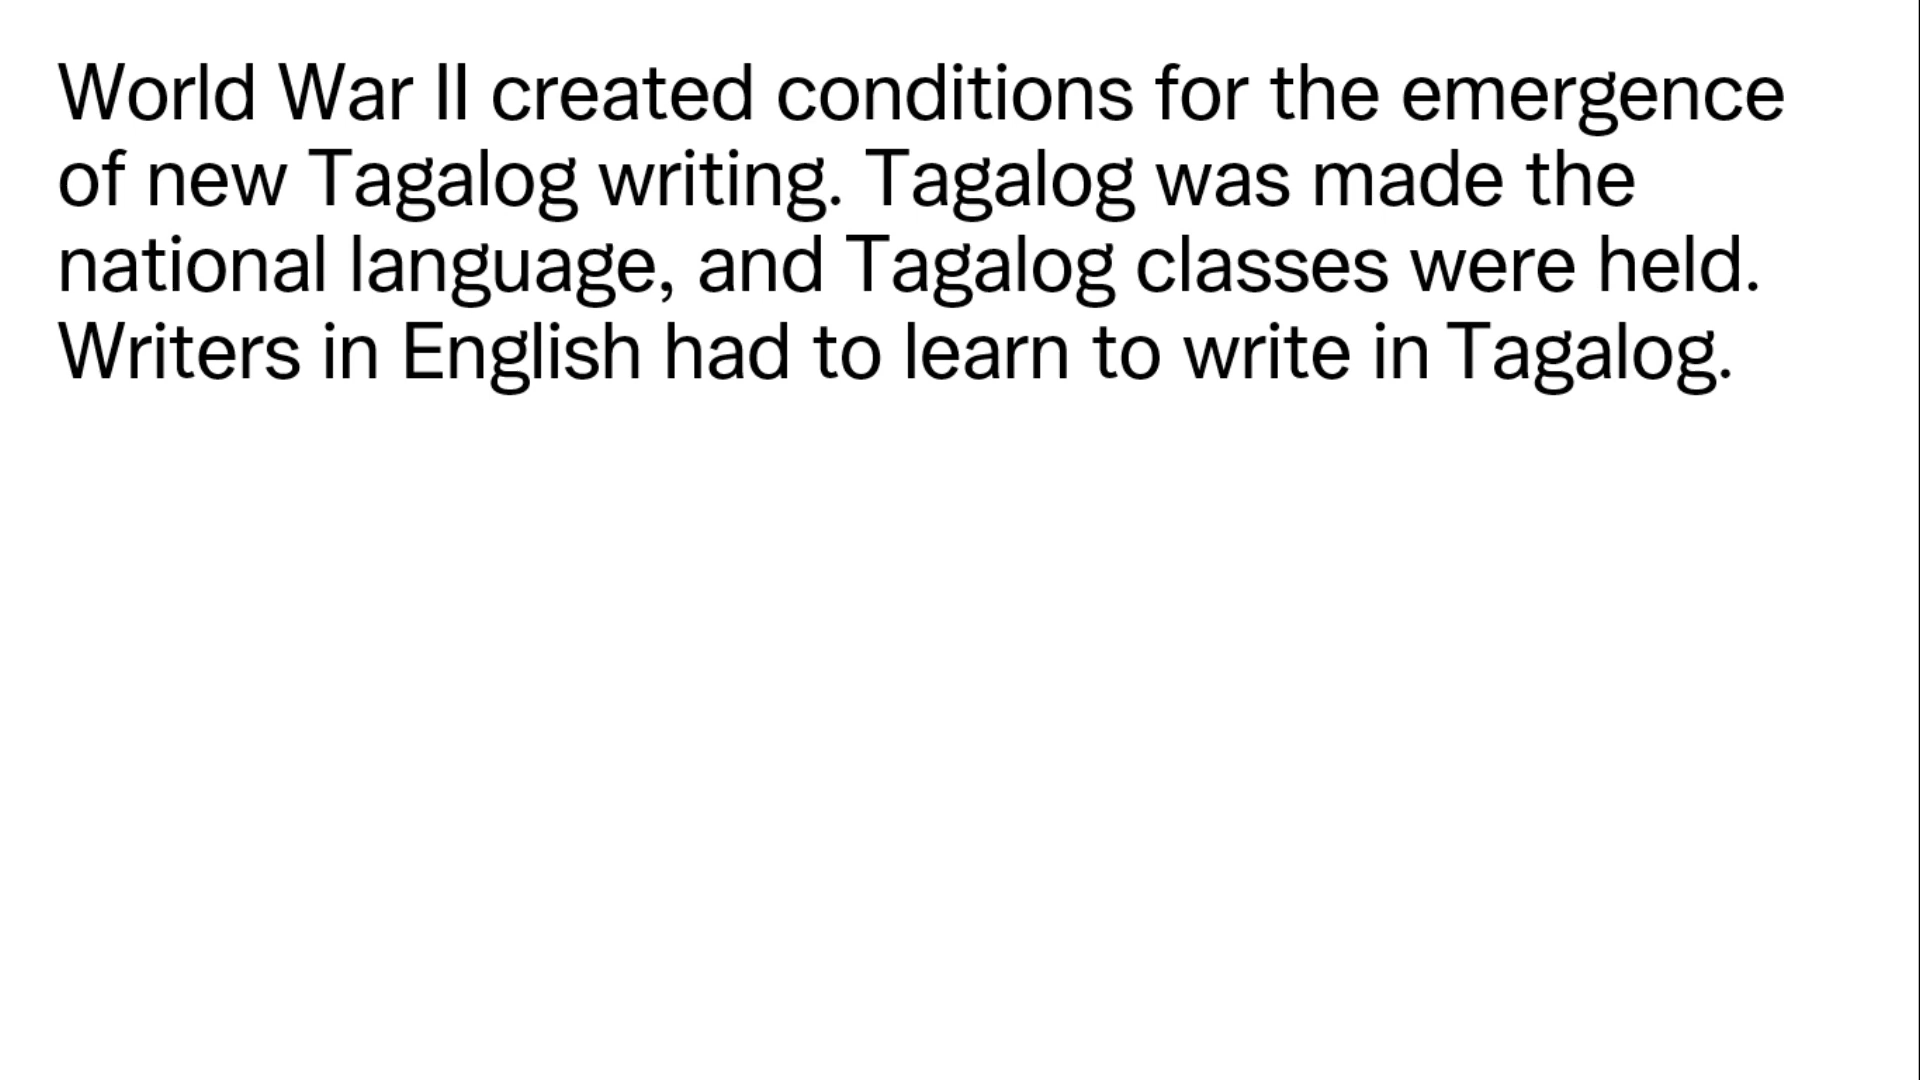 World War II created conditions for the emergence
of new Tagalog writing. Tagalog was made the
national language, and Tagalog classes were held.
Writers in English had to learn to write in Tagalog.